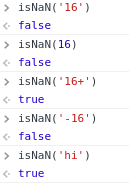 isNaN('16')
false
isNaN(16)
false
isNaN('16+')
true
isNaN('-16')
false
isNaN('hi')
true